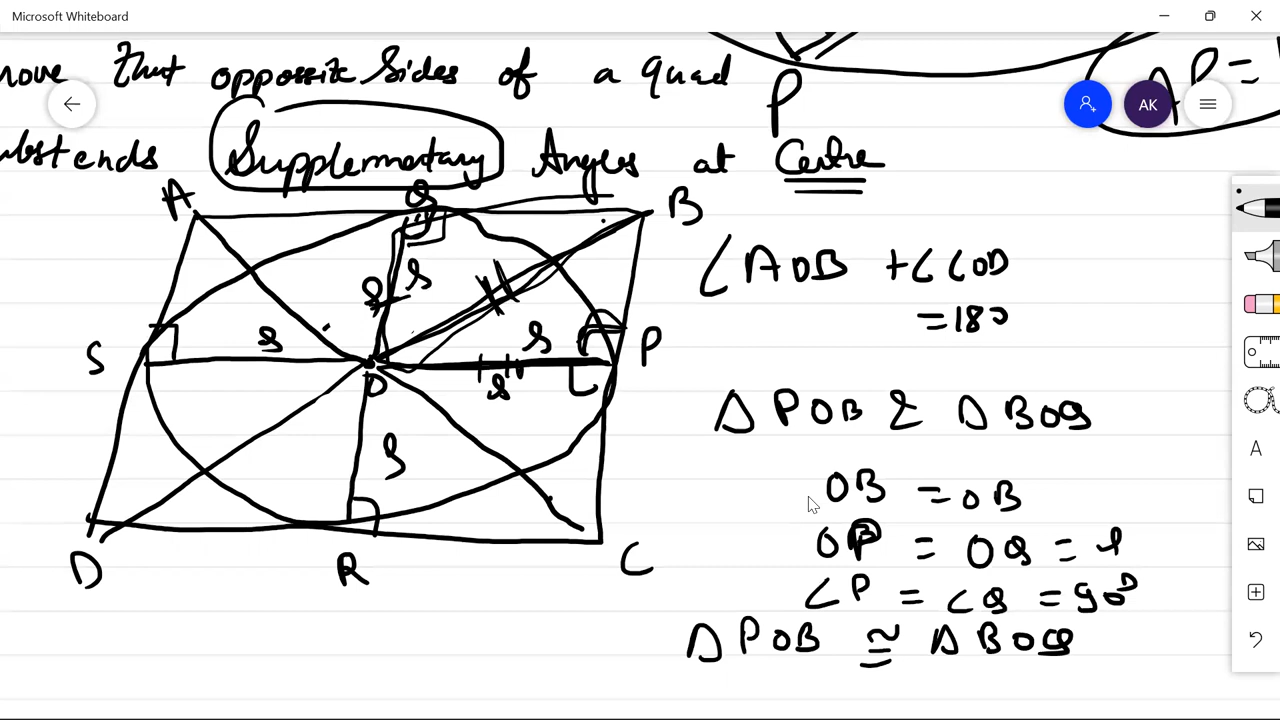 Microsoft Whiteboard
rove that opposite sides of a quad
ubstends Supplementary Angles at Centre
P
AP =
AK
A Q B
∠AOB + ∠COD
= 180
r r
S r r P
O r
r
Δ POB & Δ BOQ
OB = OB
OP = OQ = r
∠P = ∠Q = 90°
Δ POB ≅ Δ BOQ
D R C
A